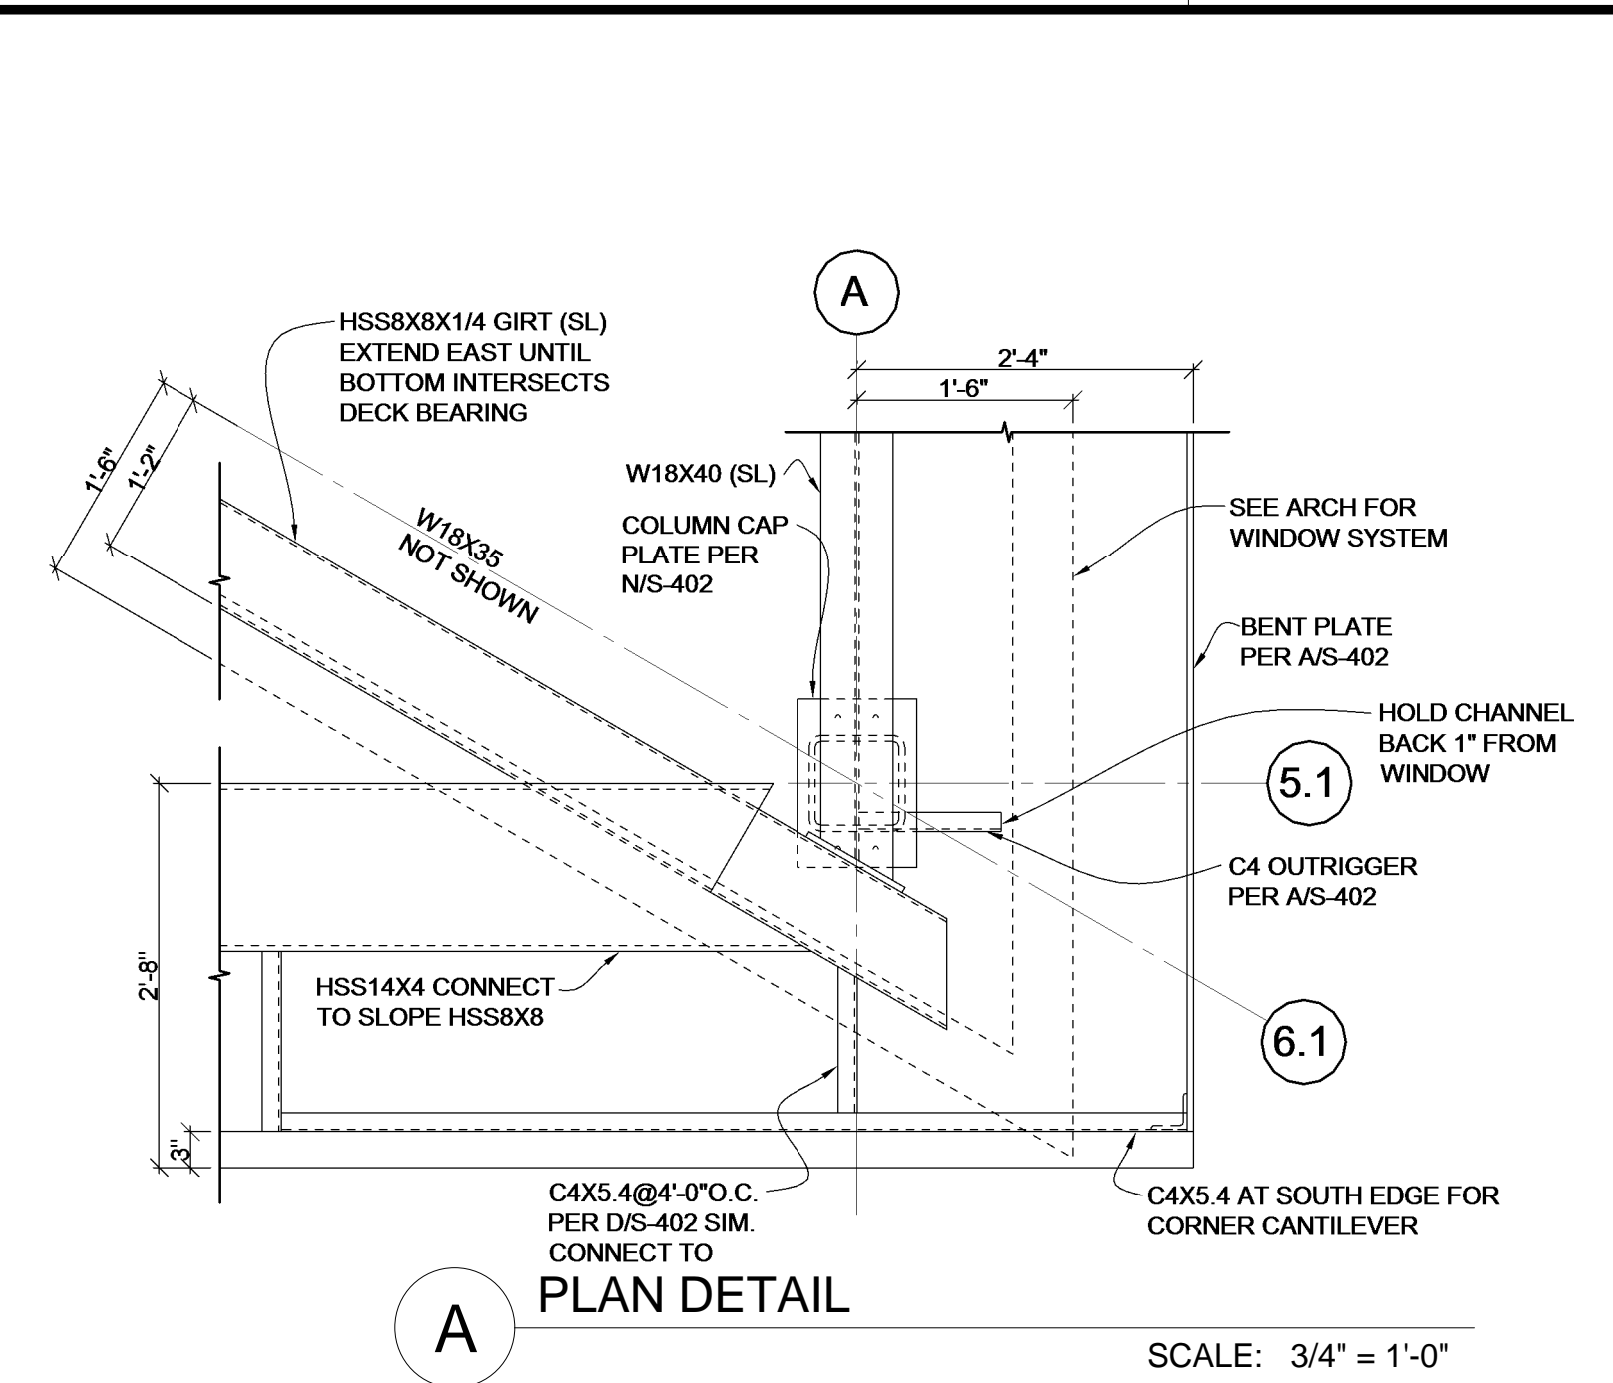 A
HSS8X8X1/4 GIRT (SL)
EXTEND EAST UNTIL
BOTTOM INTERSECTS
DECK BEARING
2'-4"
1'-6"
1'-6"
1'-2"
W18X35
NOT SHOWN
W18X40 (SL)
COLUMN CAP
PLATE PER
N/S-402
SEE ARCH FOR
WINDOW SYSTEM
BENT PLATE
PER A/S-402
HOLD CHANNEL
BACK 1" FROM
WINDOW
5.1
C4 OUTRIGGER
PER A/S-402
2'-8"
HSS14X4 CONNECT
TO SLOPE HSS8X8
6.1
3"
C4X5.4@4'-0"O.C.
PER D/S-402 SIM.
CONNECT TO
C4X5.4 AT SOUTH EDGE FOR
CORNER CANTILEVER
A
PLAN DETAIL
SCALE: 3/4" = 1'-0"